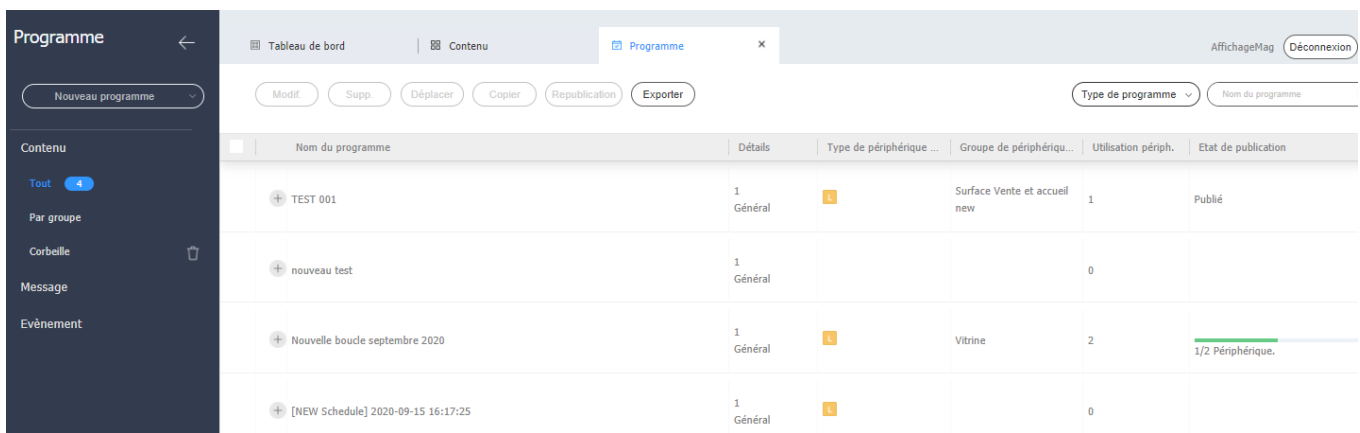 Programme
Nouveau programme
Contenu
Tout 4
Par groupe
Corbeille
Message
Evènement
Tableau de bord
Contenu
Programme
AffichageMag
Déconnexion
Modif.
Supp.
Déplacer
Copier
Republication
Exporter
Type de programme
Nom du programme
Nom du programme
Détails
Type de périphérique ...
Groupe de périphériqu...
Utilisation périph.
Etat de publication
TEST 001
1
Général
L
Surface Vente et accueil
new
1
Publié
nouveau test
1
Général
0
Nouvelle boucle septembre 2020
1
Général
L
Vitrine
2
1/2 Périphérique.
[NEW Schedule] 2020-09-15 16:17:25
1
Général
L
0